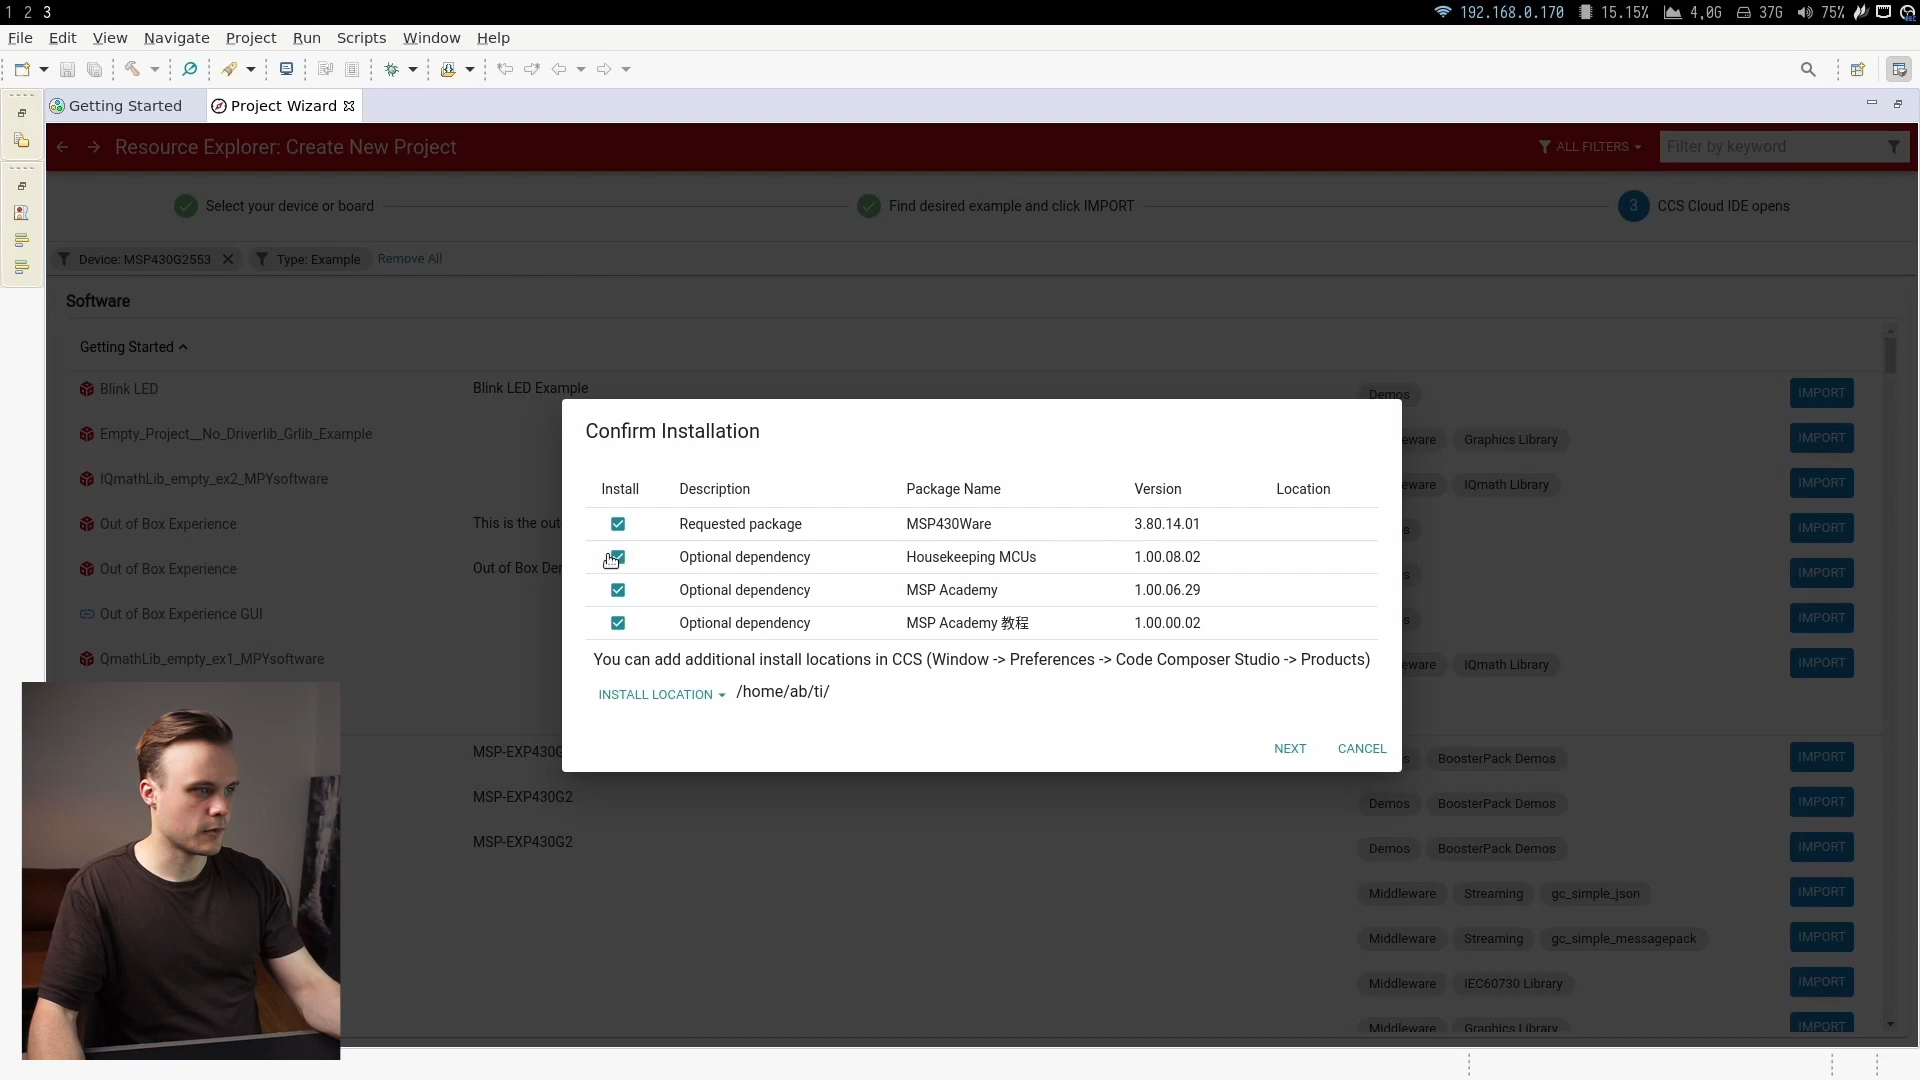 1 2 3
192.168.0.170 15.15% 4,0G 37G 75%
File Edit View Navigate Project Run Scripts Window Help
Getting Started Project Wizard
Resource Explorer: Create New Project ALL FILTERS Filter by keyword
Select your device or board Find desired example and click IMPORT 3 CCS Cloud IDE opens
Device: MSP430G2553 Type: Example Remove All
Software
Getting Started
Blink LED Blink LED Example Demos IMPORT
Empty_Project__No_Driverlib_Grlib_Example Graphics Library IMPORT
IQmathLib_empty_ex2_MPYsoftware IQmath Library IMPORT
Out of Box Experience This is the out IMPORT
Out of Box Experience Out of Box IMPORT
Out of Box Experience GUI IMPORT
QmathLib_empty_ex1_MPYsoftware IQmath Library IMPORT
Confirm Installation
Install Description Package Name Version Location
Requested package MSP430Ware 3.80.14.01
Optional dependency Housekeeping MCUs 1.00.08.02
Optional dependency MSP Academy 1.00.06.29
Optional dependency MSP Academy 教程 1.00.00.02
You can add additional install locations in CCS (Window -> Preferences -> Code Composer Studio -> Products)
INSTALL LOCATION /home/ab/ti/
NEXT CANCEL
BoosterPack Demos IMPORT
MSP-EXP430G2 Demos BoosterPack Demos IMPORT
MSP-EXP430G2 Demos BoosterPack Demos IMPORT
Middleware Streaming gc_simple_json IMPORT
Middleware Streaming gc_simple_messagepack IMPORT
Middleware IEC60730 Library IMPORT
Middleware Graphics Library IMPORT